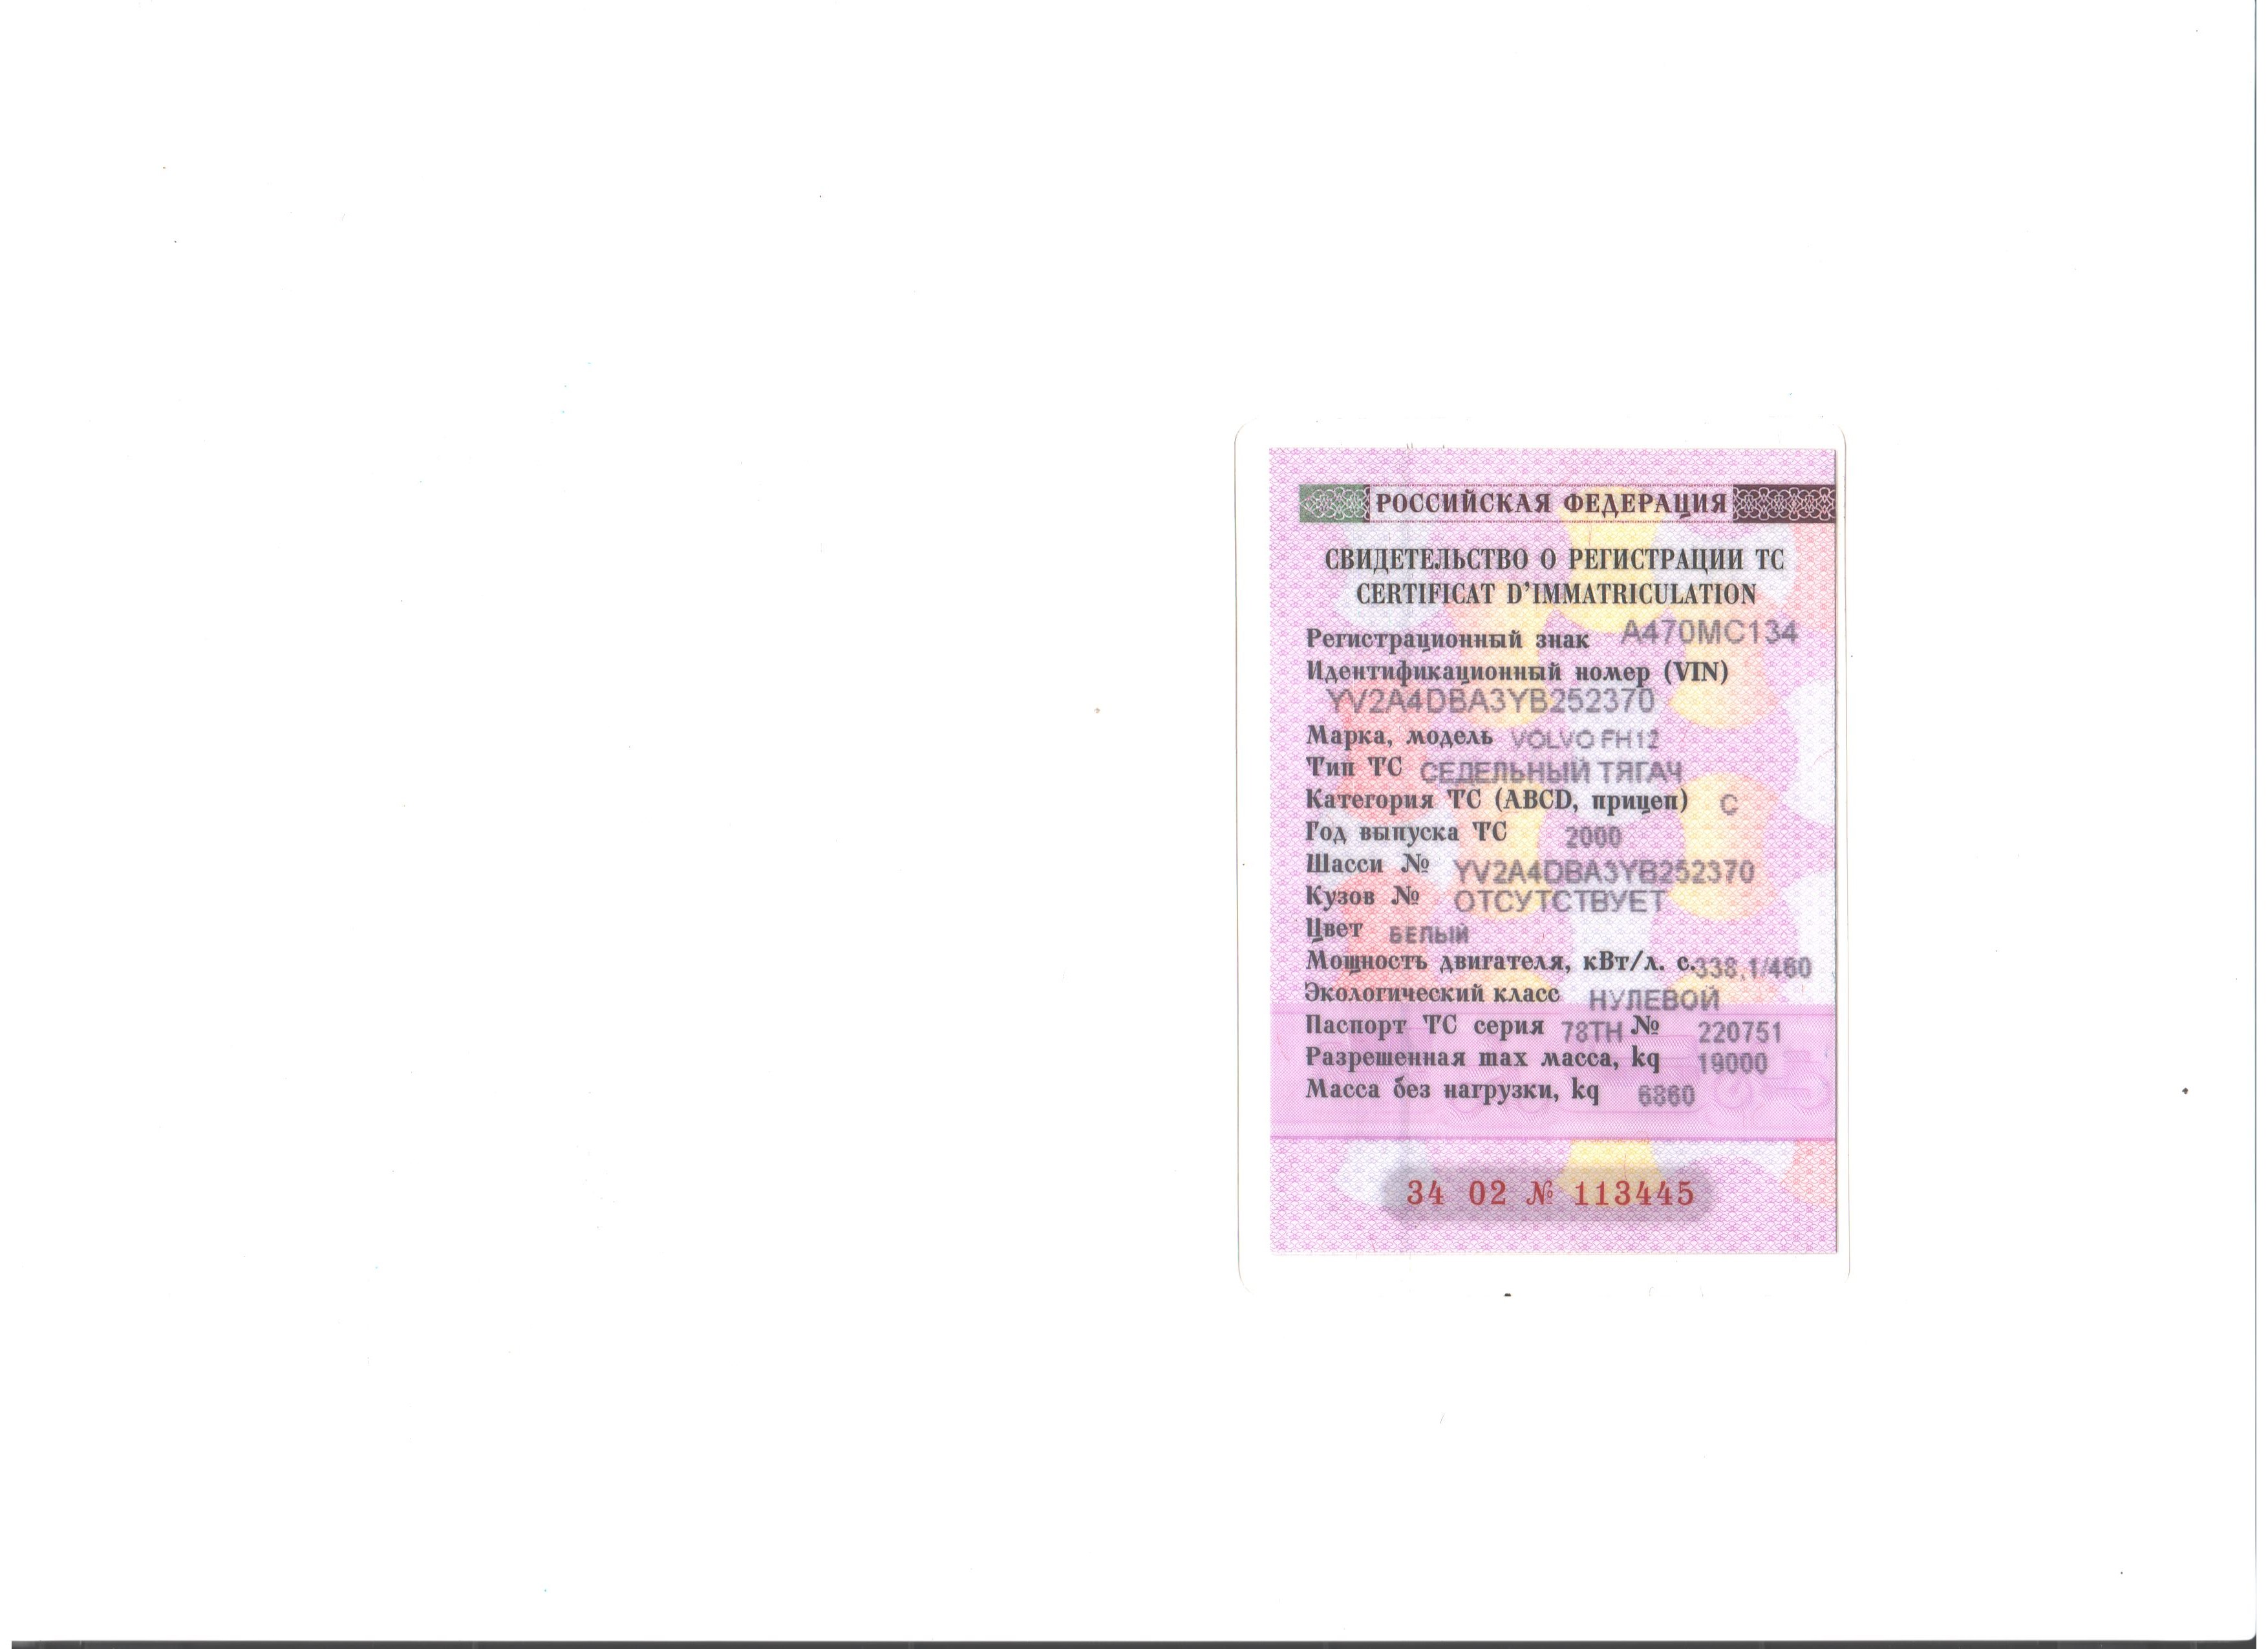 РОССИЙСКАЯ ФЕДЕРАЦИЯ
СВИДЕТЕЛЬСТВО О РЕГИСТРАЦИИ ТС
CERTIFICAT D'IMMATRICULATION
Регистрационный знак А470МС134
Идентификационный номер (VIN)
YV2A4DBA3YB252370
Марка, модель VOLVO FH12
Тип ТС СЕДЕЛЬНЫЙ ТЯГАЧ
Категория ТС (ABCD, прицеп) С
Год выпуска ТС 2000
Шасси № YV2A4DBA3YB252370
Кузов № ОТСУТСТВУЕТ
Цвет БЕЛЫЙ
Мощность двигателя, кВт/л. с. 338,1/460
Экологический класс НУЛЕВОЙ
Паспорт ТС серия 78ТН № 220751
Разрешенная max масса, kg 19000
Масса без нагрузки, kg 6860
34 02 № 113445